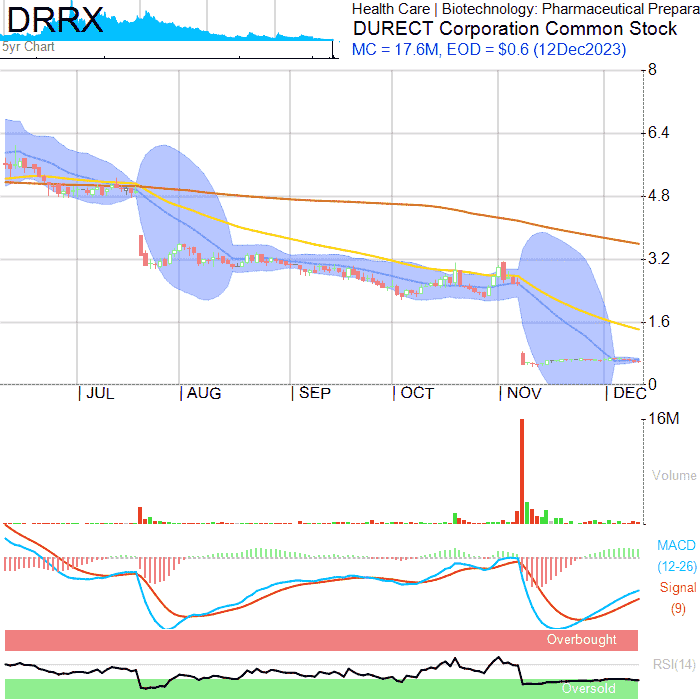 DRRX
5yr Chart
Health Care | Biotechnology: Pharmaceutical Prepara
DURECT Corporation Common Stock
MC = 17.6M, EOD = $0.6 (12Dec2023)
8
6.4
4.8
3.2
1.6
0
JUL AUG SEP OCT NOV DEC
16M
Volume
MACD
(12-26)
Signal
(9)
Overbought
RSI(14)
Oversold